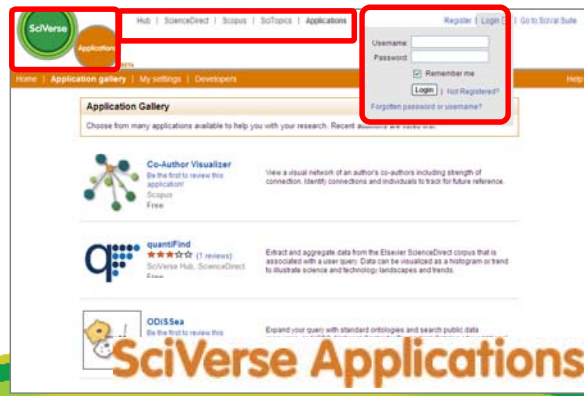 SciVerse
Applications
BETA
Hub | ScienceDirect | Scopus | SciTopics | Applications
Register | Login | Go to SciVal Suite
Username:
Password:
Remember me
Login | Not Registered?
Forgotten password or username?
Home | Application gallery | My settings | Developers
Help
Application Gallery
Choose from many applications available to help you with your research. Recent additions are listed first.
Co-Author Visualizer
Be the first to review this
application!
Scopus
Free
View a visual network of an author's co-authors including strength of
connection. Identify connections and individuals to track for future reference.
quantiFind
(1 reviews)
SciVerse Hub, ScienceDirect
Free
Extract and aggregate data from the Elsevier ScienceDirect corpus that is
associated with a user query. Data can be visualized as a histogram or trend
to illustrate science and technology landscapes and trends.
ODiSSea
Be the first to review this
Expand your query with standard ontologies and search public data
SciVerse Applications